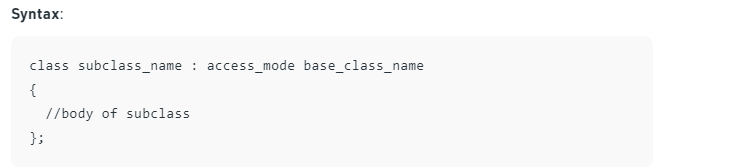 Syntax:
class subclass_name : access_mode base_class_name
{
  //body of subclass
};